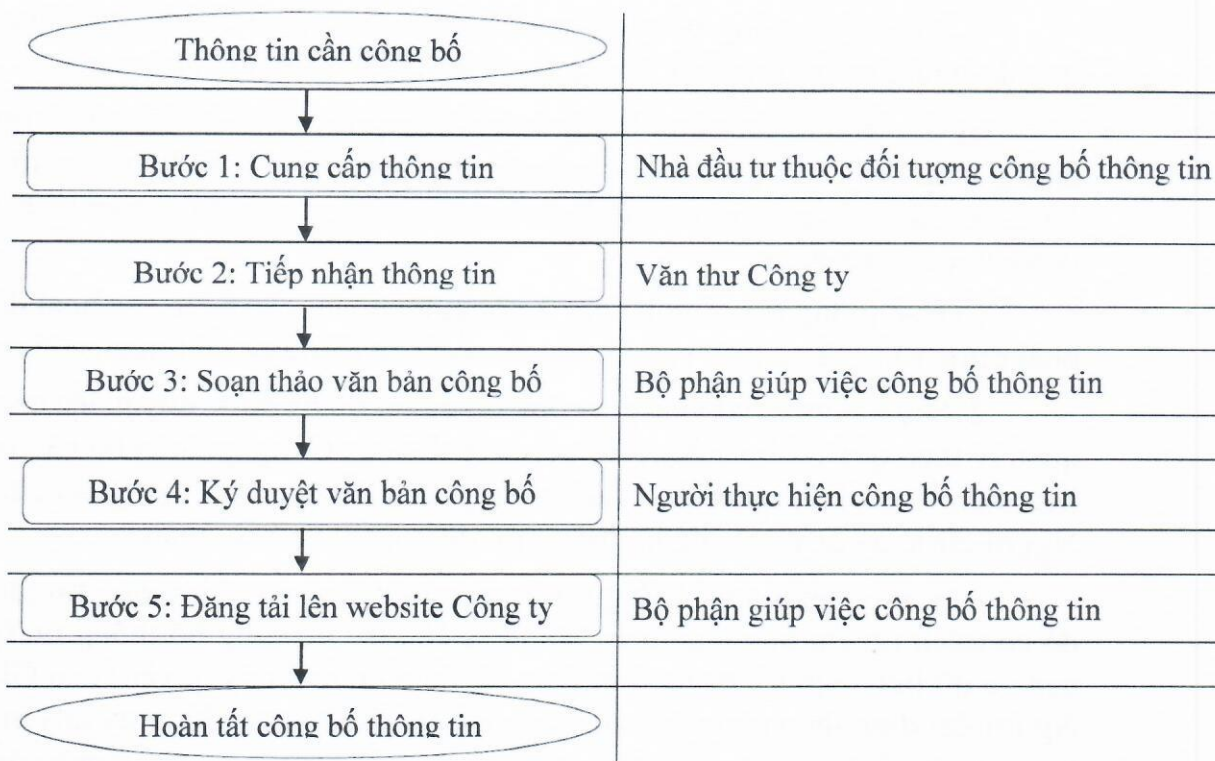 Thông tin cần công bố
Bước 1: Cung cấp thông tin
Nhà đầu tư thuộc đối tượng công bố thông tin
Bước 2: Tiếp nhận thông tin
Văn thư Công ty
Bước 3: Soạn thảo văn bản công bố
Bộ phận giúp việc công bố thông tin
Bước 4: Ký duyệt văn bản công bố
Người thực hiện công bố thông tin
Bước 5: Đăng tải lên website Công ty
Bộ phận giúp việc công bố thông tin
Hoàn tất công bố thông tin